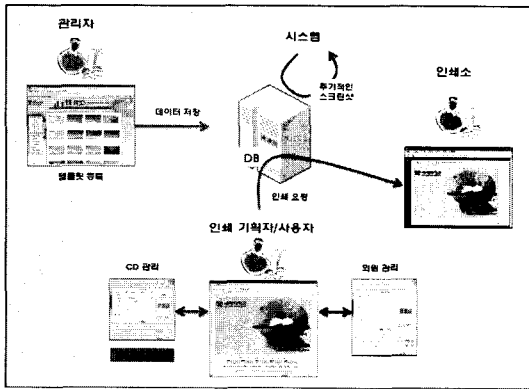 관리자
시스템
인쇄소
주기적인
스크린샷
데이터 저장
DB
템플릿 등록
인쇄 요청
인쇄 기획자/사용자
CD 관리
회원 관리